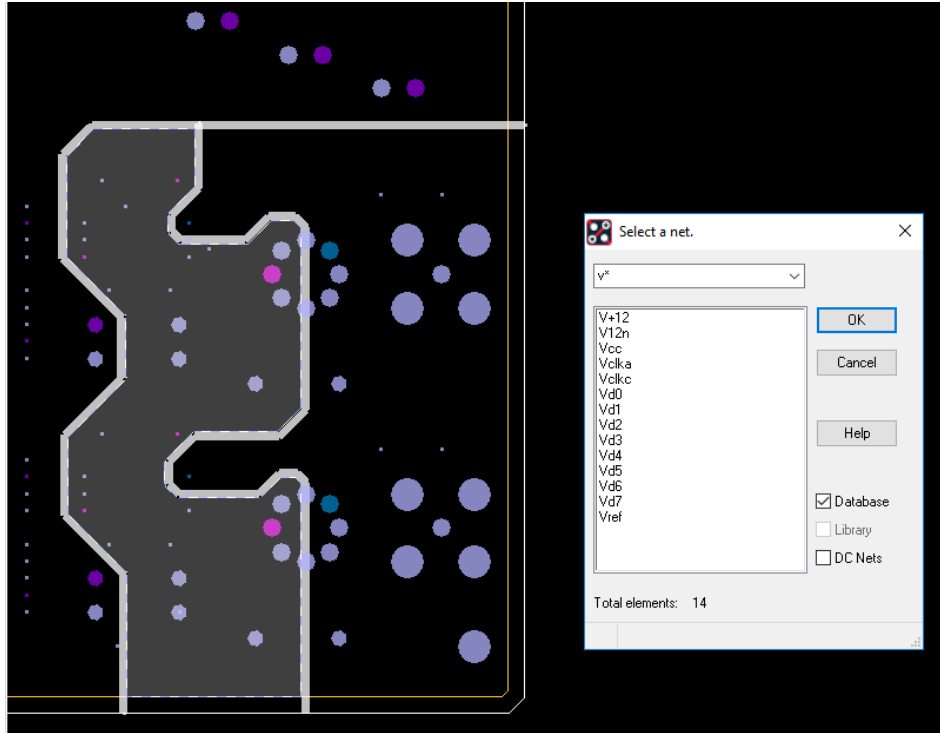 Select a net.
v*
V+12
V12n
Vcc
Vclka
Vclkc
Vd0
Vd1
Vd2
Vd3
Vd4
Vd5
Vd6
Vd7
Vref
OK
Cancel
Help
Database
Library
DC Nets
Total elements: 14